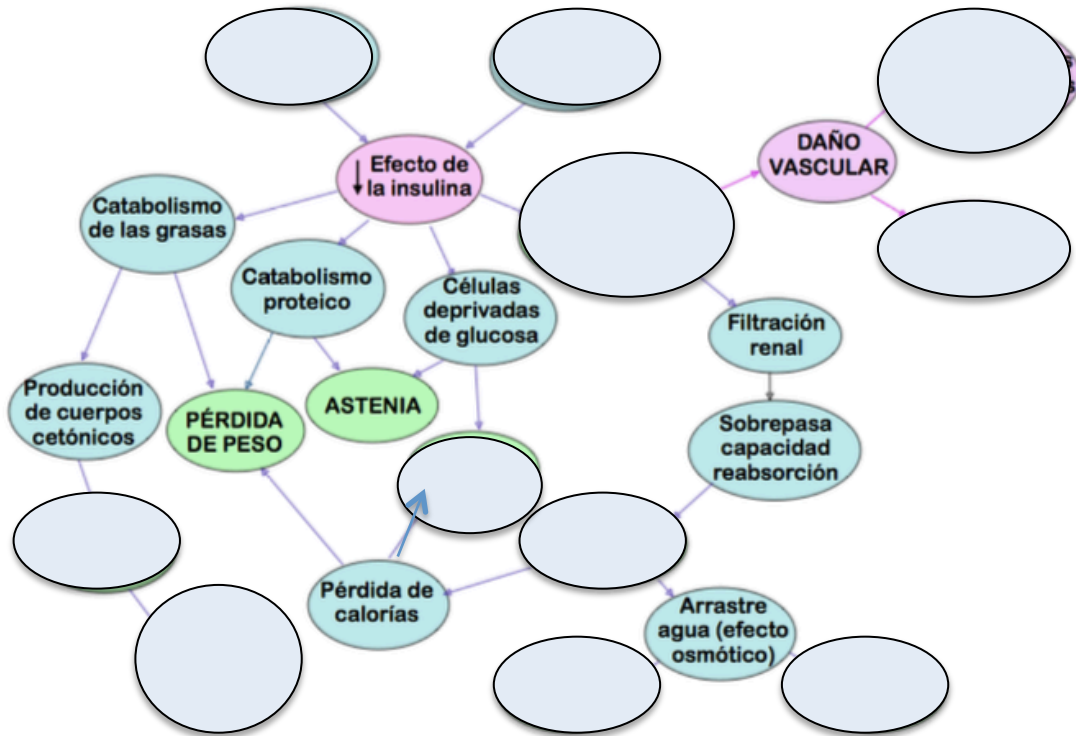 DAÑO
VASCULAR
Efecto de
la insulina
Catabolismo
de las grasas
Catabolismo
proteico
Células
deprivadas
de glucosa
Filtración
renal
Producción
de cuerpos
cetónicos
PÉRDIDA
DE PESO
ASTENIA
Sobrepasa
capacidad
reabsorción
Pérdida de
calorías
Arrastre
agua (efecto
osmótico)